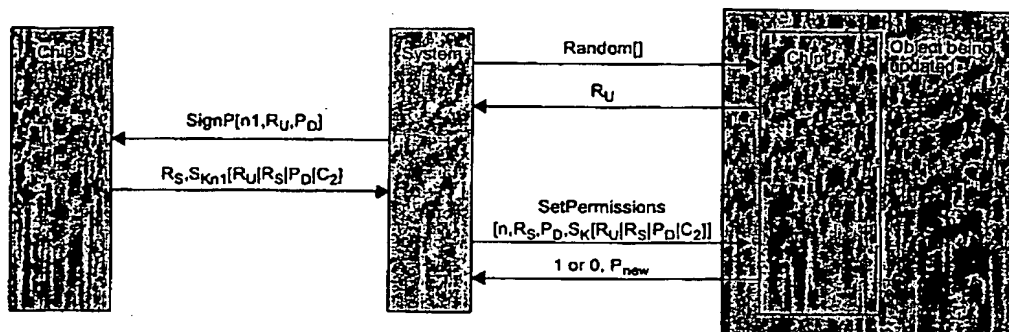 ChipS
System
ChipU
Object being
updated
Random[]
R_U
SignP[n1,R_U,P_D]
R_S,S_Kn1[R_U|R_S|P_D|C_2]
SetPermissions
[n,R_S,P_D,S_K[R_U|R_S|P_D|C_2]]
1 or 0, P_new